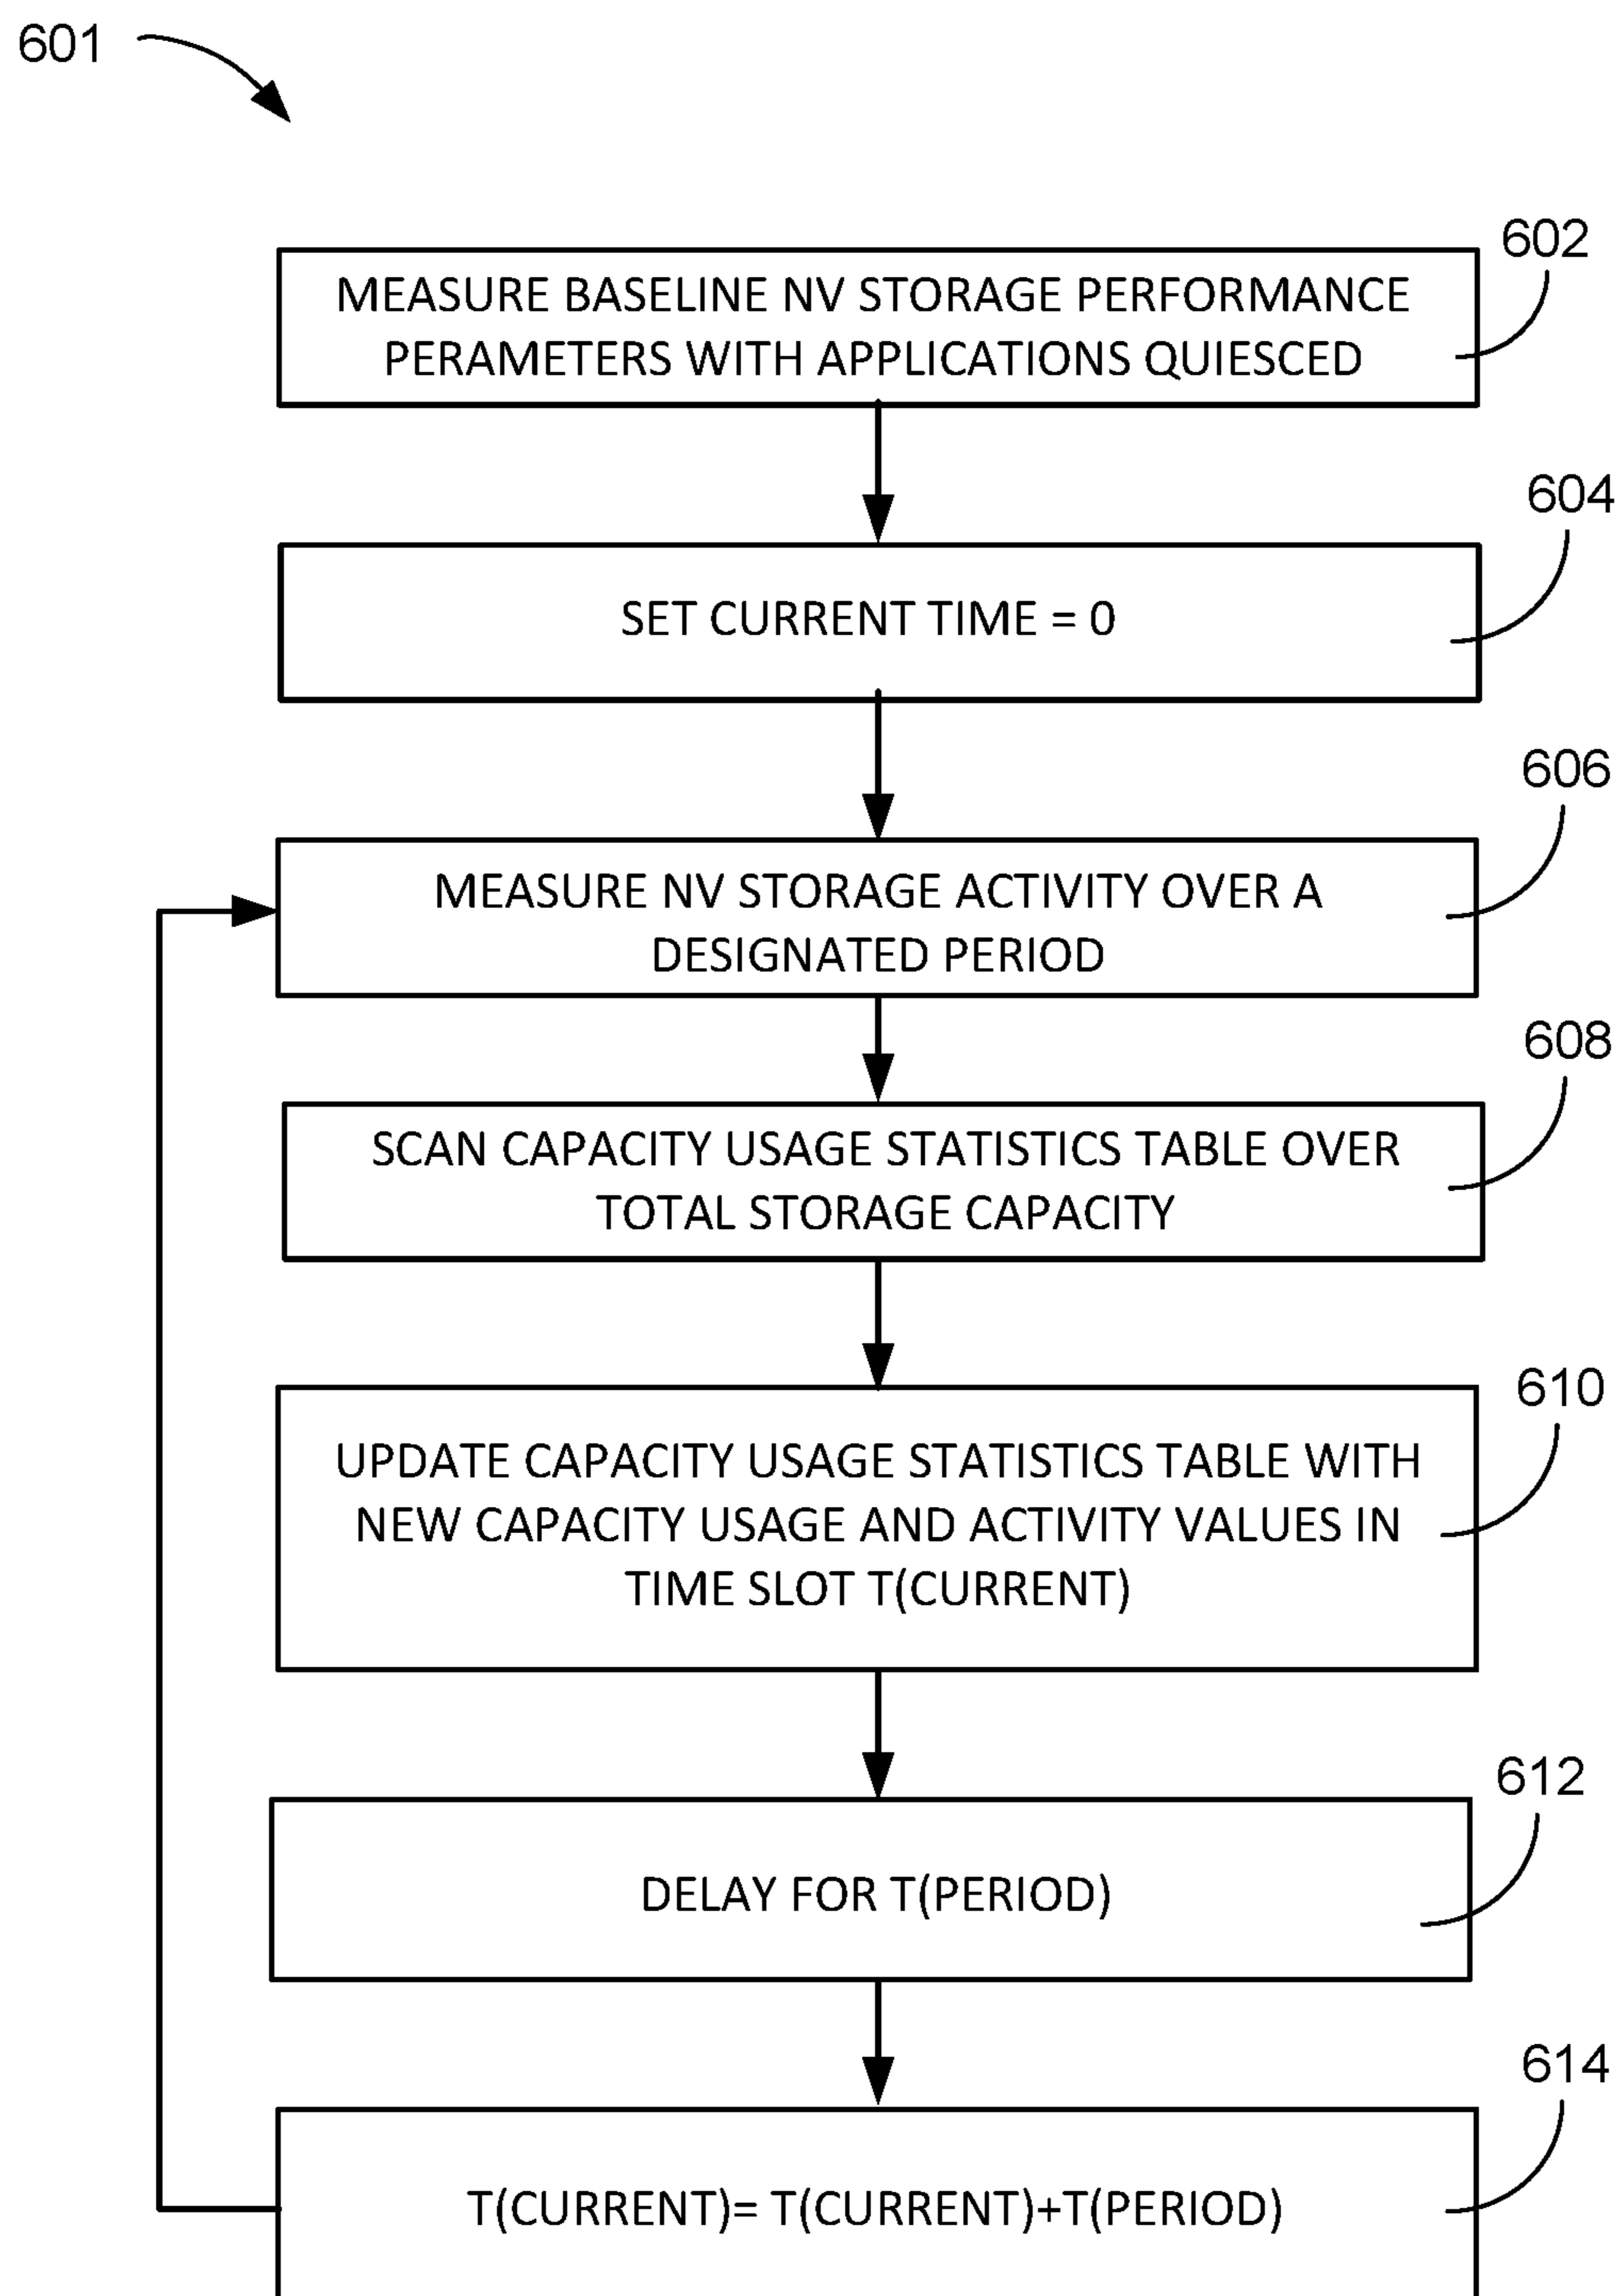 601
602
MEASURE BASELINE NV STORAGE PERFORMANCE
PERAMETERS WITH APPLICATIONS QUIESCED
604
SET CURRENT TIME = 0
606
MEASURE NV STORAGE ACTIVITY OVER A
DESIGNATED PERIOD
608
SCAN CAPACITY USAGE STATISTICS TABLE OVER
TOTAL STORAGE CAPACITY
610
UPDATE CAPACITY USAGE STATISTICS TABLE WITH
NEW CAPACITY USAGE AND ACTIVITY VALUES IN
TIME SLOT T(CURRENT)
612
DELAY FOR T(PERIOD)
614
T(CURRENT)= T(CURRENT)+T(PERIOD)